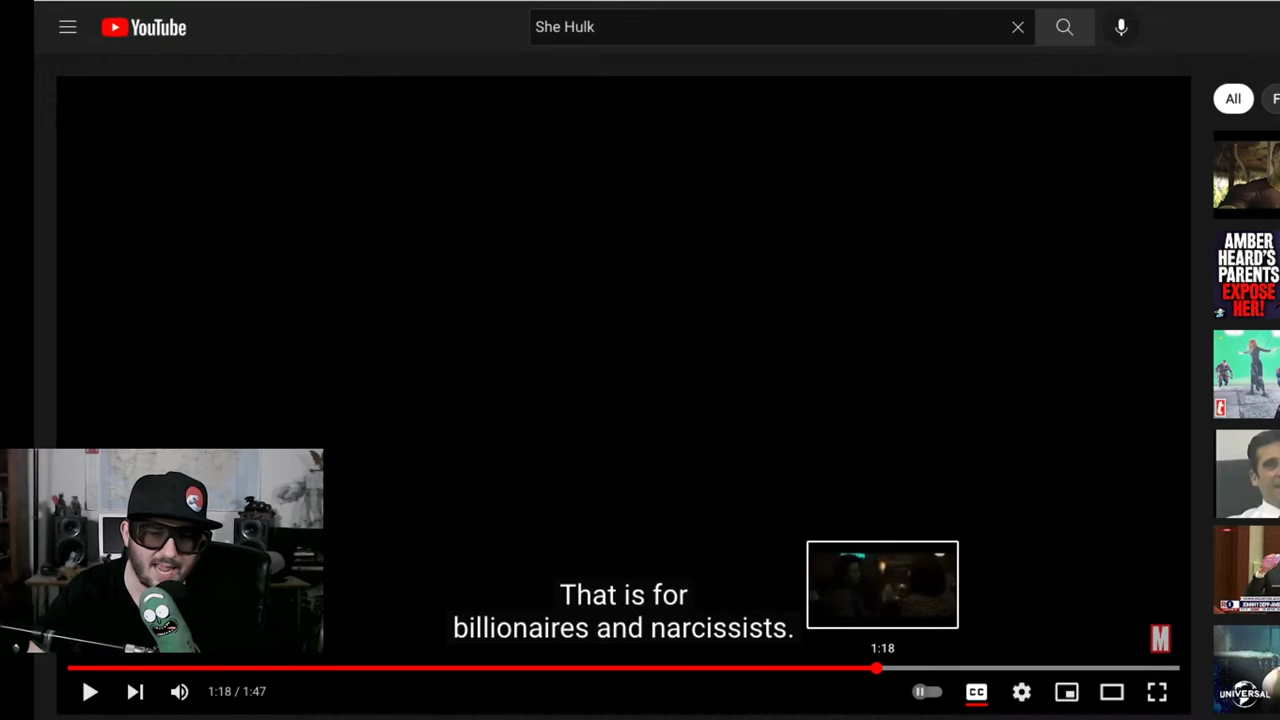 YouTube
She Hulk
All
F
AMBER
HEARD'S
PARENTS
EXPOSE
HER!
t
That is for
billionaires and narcissists.
1:18
M
1:18 / 1:47
CC
UNIVERSAL